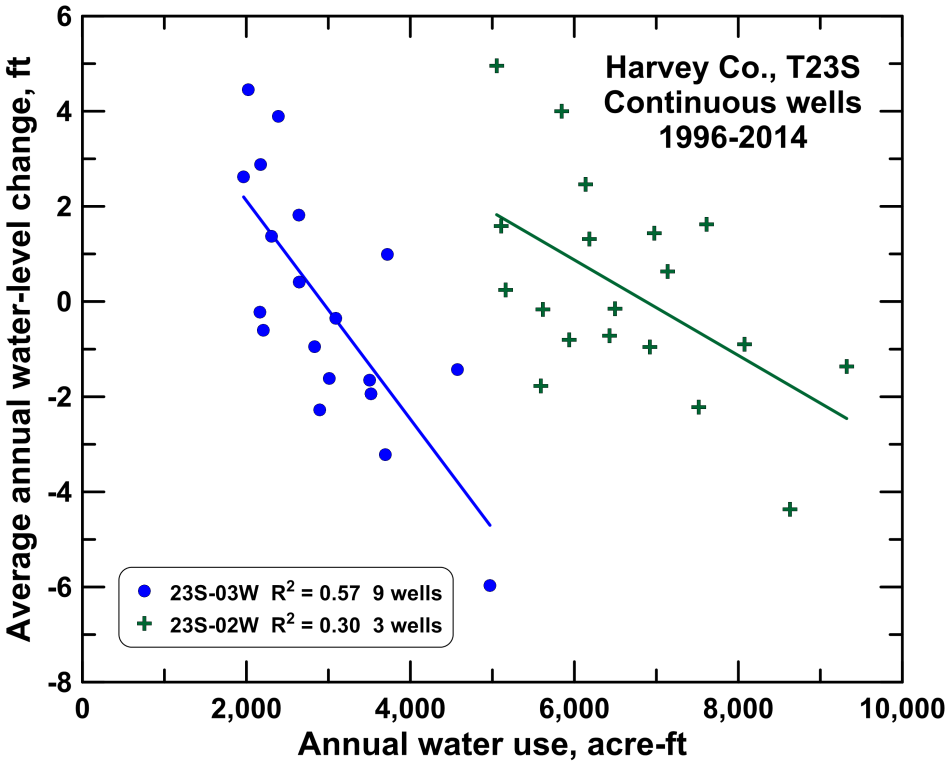 6
4
2
0
-2
-4
-6
-8
Average annual water-level change, ft
Harvey Co., T23S
Continuous wells
1996-2014
23S-03W R² = 0.57 9 wells
23S-02W R² = 0.30 3 wells
0 2,000 4,000 6,000 8,000 10,000
Annual water use, acre-ft